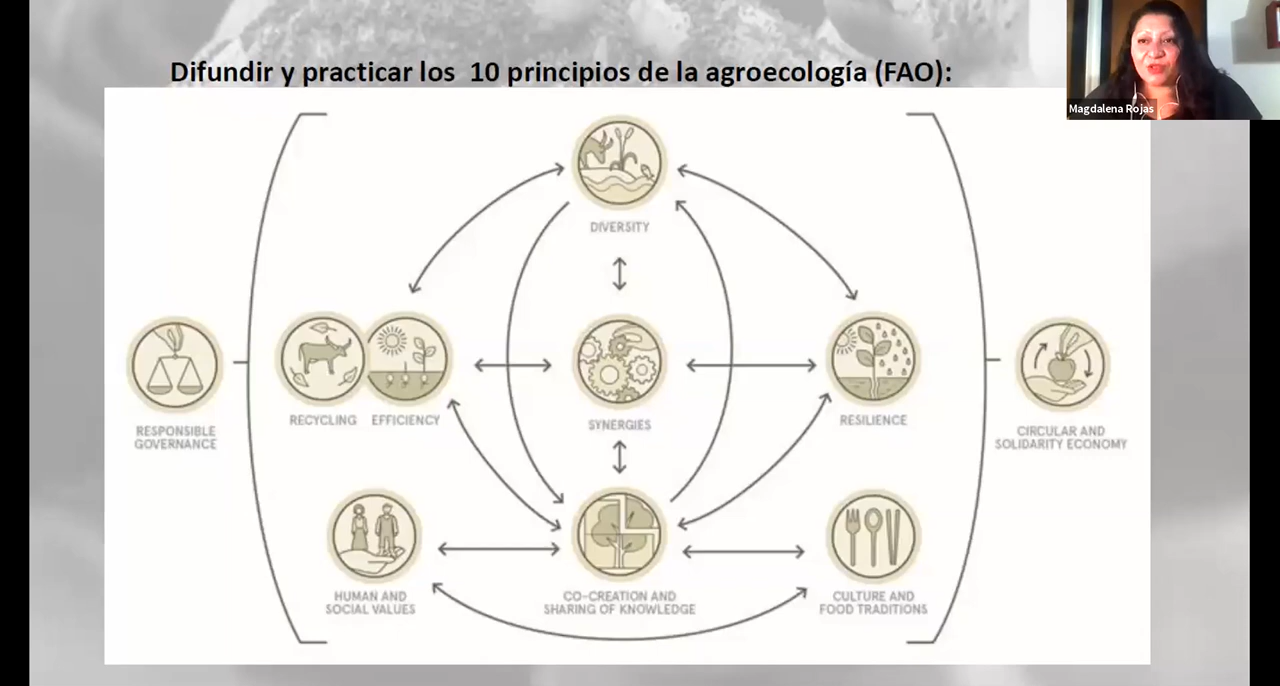 Difundir y practicar los 10 principios de la agroecología (FAO):
Magdalena Rojas
DIVERSITY
RESPONSIBLE
GOVERNANCE
RECYCLING
EFFICIENCY
SYNERGIES
RESILIENCE
CIRCULAR AND
SOLIDARITY ECONOMY
HUMAN AND
SOCIAL VALUES
CO-CREATION AND
SHARING OF KNOWLEDGE
CULTURE AND
FOOD TRADITIONS